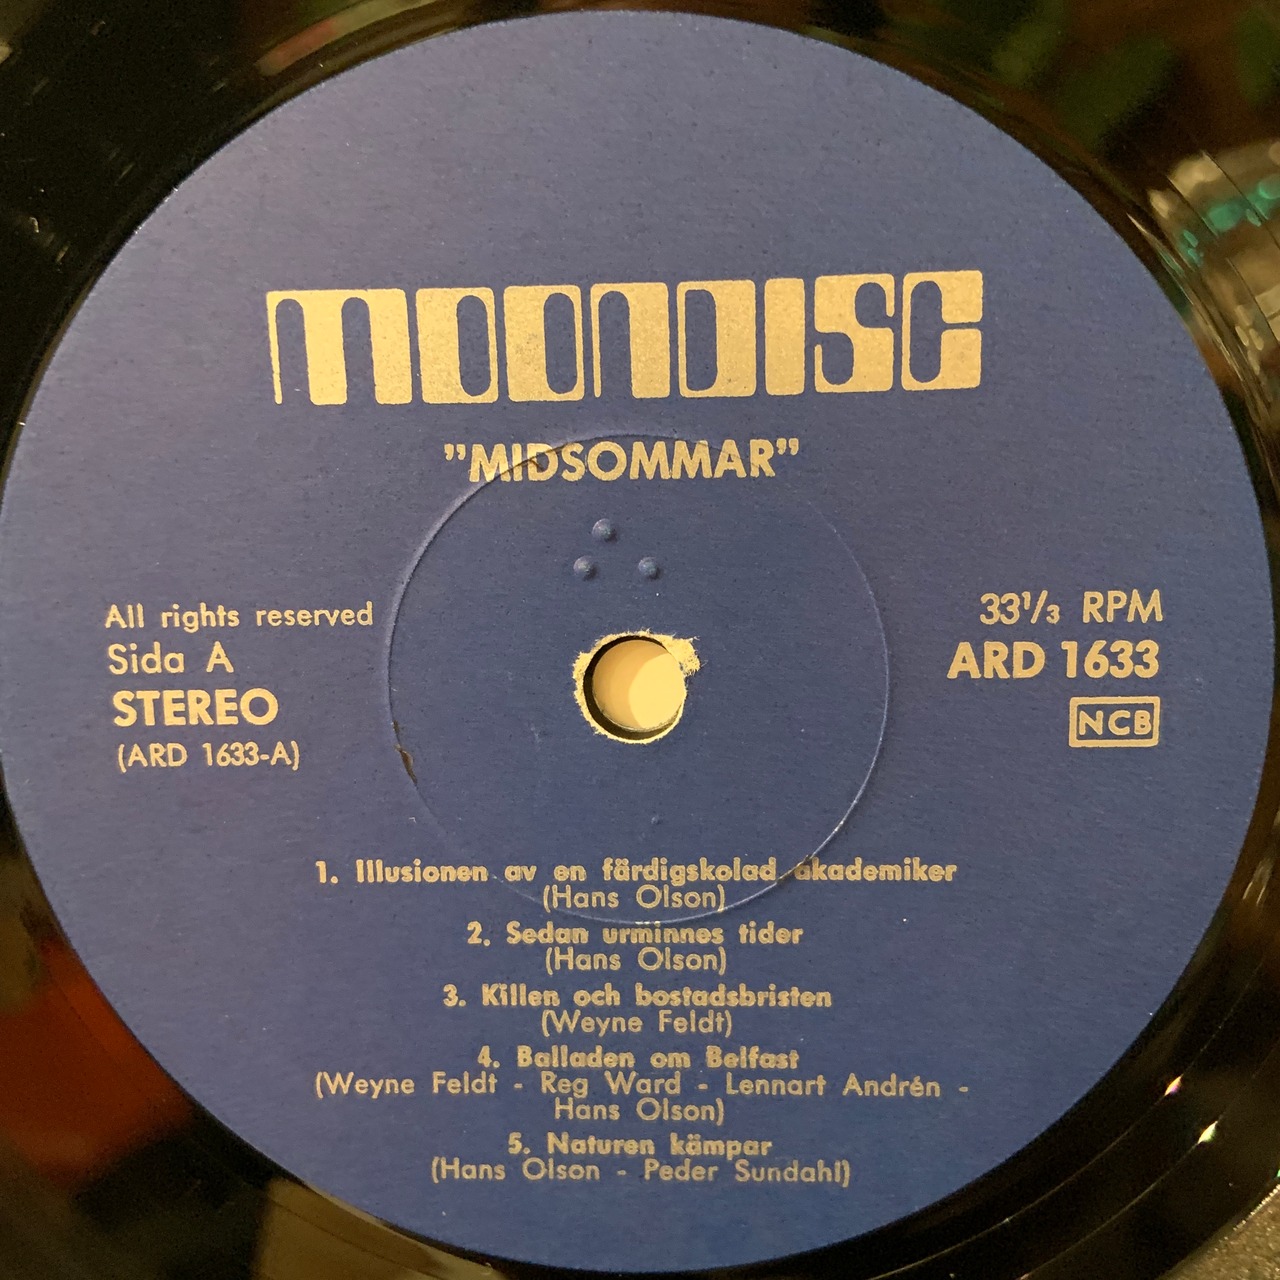 MOONDISC
"MIDSOMMAR"
All rights reserved
Sida A
STEREO
(ARD 1633-A)
33⅓ RPM
ARD 1633
NCB
1. Illusionen av en färdigskolad akademiker
(Hans Olson)
2. Sedan urminnes tider
(Hans Olson)
3. Killen och bostadsbristen
(Weyne Feldt)
4. Balladen om Belfast
(Weyne Feldt - Reg Ward - Lennart Andrén -
Hans Olson)
5. Naturen kämpar
(Hans Olson - Peder Sundahl)